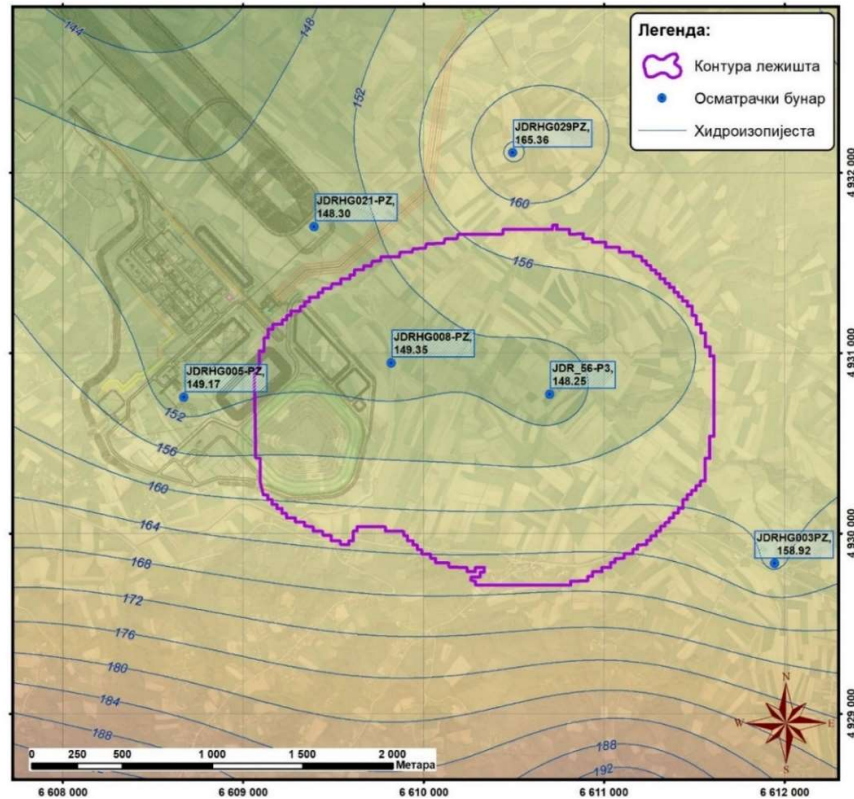 Легенда:
Контура лежишта
Осматрачки бунар
Хидроизопијеста
144
148
152
JDRHG029PZ,
165.36
160
4 932 000
JDRHG021-PZ,
148.30
156
JDRHG008-PZ,
149.35
4 931 000
JDRHG005-PZ,
149.17
JDR_56-P3,
148.25
152
156
160
164
4 930 000
JDRHG003PZ,
158.92
168
172
176
180
184
188
4 929 000
188
192
0 250 500 1 000 1 500 2 000
Метара
N
W E
S
6 608 000 6 609 000 6 610 000 6 611 000 6 612 000